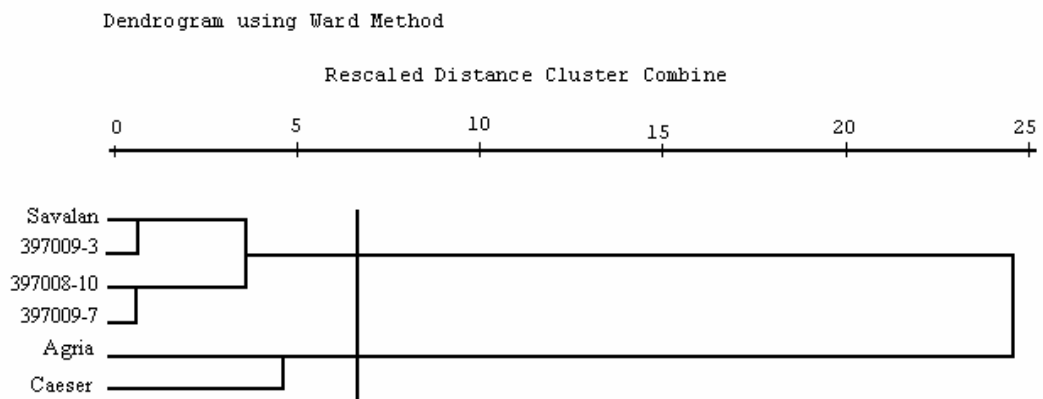 Dendrogram using Ward Method
Rescaled Distance Cluster Combine
0 5 10 15 20 25
Savalan
397009-3
397008-10
397009-7
Agria
Caeser